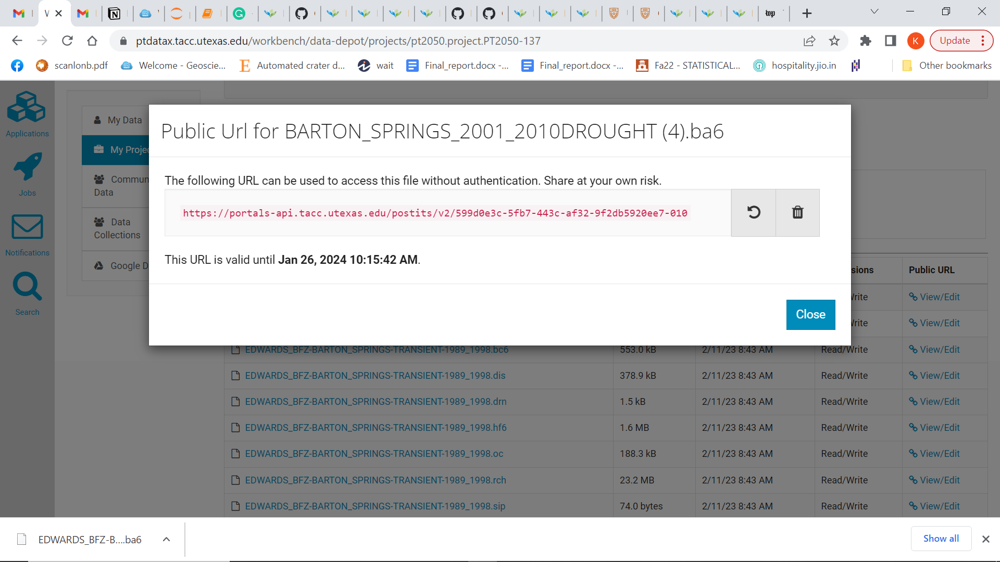 ptdatax.tacc.utexas.edu/workbench/data-depot/projects/pt2050.project.PT2050-137
K
Update
scanlonb.pdf
Welcome - Geoscie...
Automated crater d...
wait
Final_report.docx -...
Final_report.docx -...
Fa22 - STATISTICAL...
hospitality.jio.in
Other bookmarks
Applications
Jobs
Notifications
Search
My Data
My Projec
Commun
Data
Data
Collections
Google D
Public Url for BARTON_SPRINGS_2001_2010DROUGHT (4).ba6
The following URL can be used to access this file without authentication. Share at your own risk.
https://portals-api.tacc.utexas.edu/postits/v2/599d0e3c-5fb7-443c-af32-9f2db5920ee7-010
This URL is valid until Jan 26, 2024 10:15:42 AM.
Close
sions Public URL
Write View/Edit
Write View/Edit
EDWARDS_BFZ-BARTON_SPRINGS-TRANSIENT-1989_1998.bc6 553.0 kB 2/11/23 8:43 AM Read/Write View/Edit
EDWARDS_BFZ-BARTON_SPRINGS-TRANSIENT-1989_1998.dis 378.9 kB 2/11/23 8:43 AM Read/Write View/Edit
EDWARDS_BFZ-BARTON_SPRINGS-TRANSIENT-1989_1998.drn 1.5 kB 2/11/23 8:43 AM Read/Write View/Edit
EDWARDS_BFZ-BARTON_SPRINGS-TRANSIENT-1989_1998.hf6 1.6 MB 2/11/23 8:43 AM Read/Write View/Edit
EDWARDS_BFZ-BARTON_SPRINGS-TRANSIENT-1989_1998.oc 188.3 kB 2/11/23 8:43 AM Read/Write View/Edit
EDWARDS_BFZ-BARTON_SPRINGS-TRANSIENT-1989_1998.rch 23.2 MB 2/11/23 8:43 AM Read/Write View/Edit
EDWARDS_BFZ-BARTON_SPRINGS-TRANSIENT-1989_1998.sip 74.0 bytes 2/11/23 8:43 AM Read/Write View/Edit
EDWARDS_BFZ-B....ba6
Show all